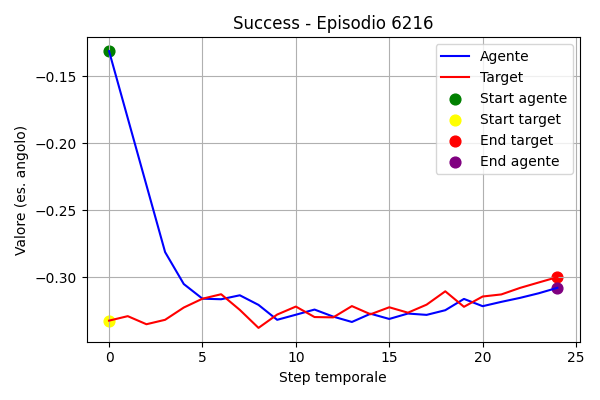 Success - Episodio 6216
Agente
Target
Start agente
Start target
End target
End agente
Valore (es. angolo)
−0.15
−0.20
−0.25
−0.30
0
5
10
15
20
25
Step temporale